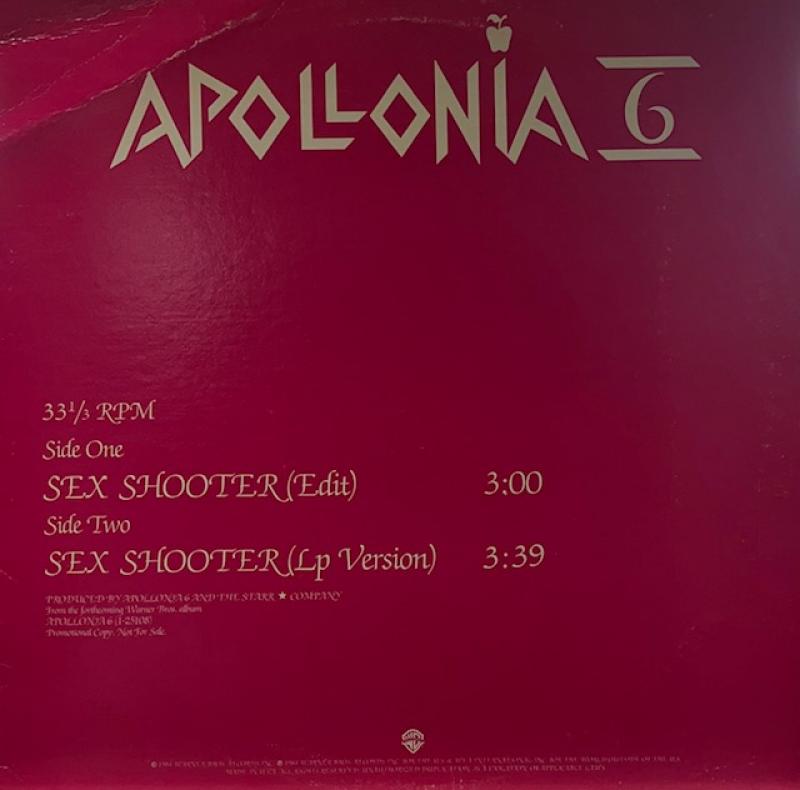 APOLLONIA 6
33 1/3 RPM
Side One
SEX SHOOTER (Edit) 3:00
Side Two
SEX SHOOTER (Lp Version) 3:39
PRODUCED BY APOLLONIA 6 AND THE STARR ★ COMPANY
From the forthcoming Warner Bros. album
APOLLONIA 6 (1-25108)
Promotional Copy. Not For Sale.